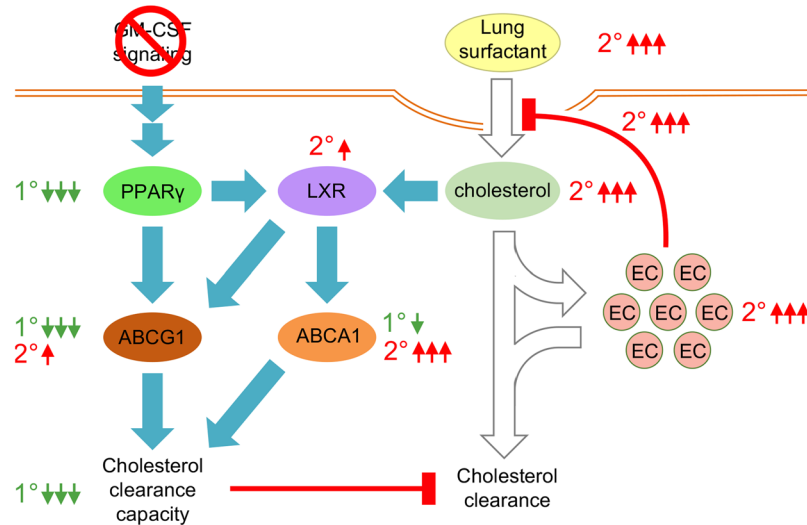 GM-CSF
signaling
Lung
surfactant
2°
2°
2°
1°
PPARγ
LXR
cholesterol
2°
EC EC
EC EC EC
EC EC
2°
1°
2°
ABCG1
ABCA1
1°
2°
1°
Cholesterol
clearance
capacity
Cholesterol
clearance